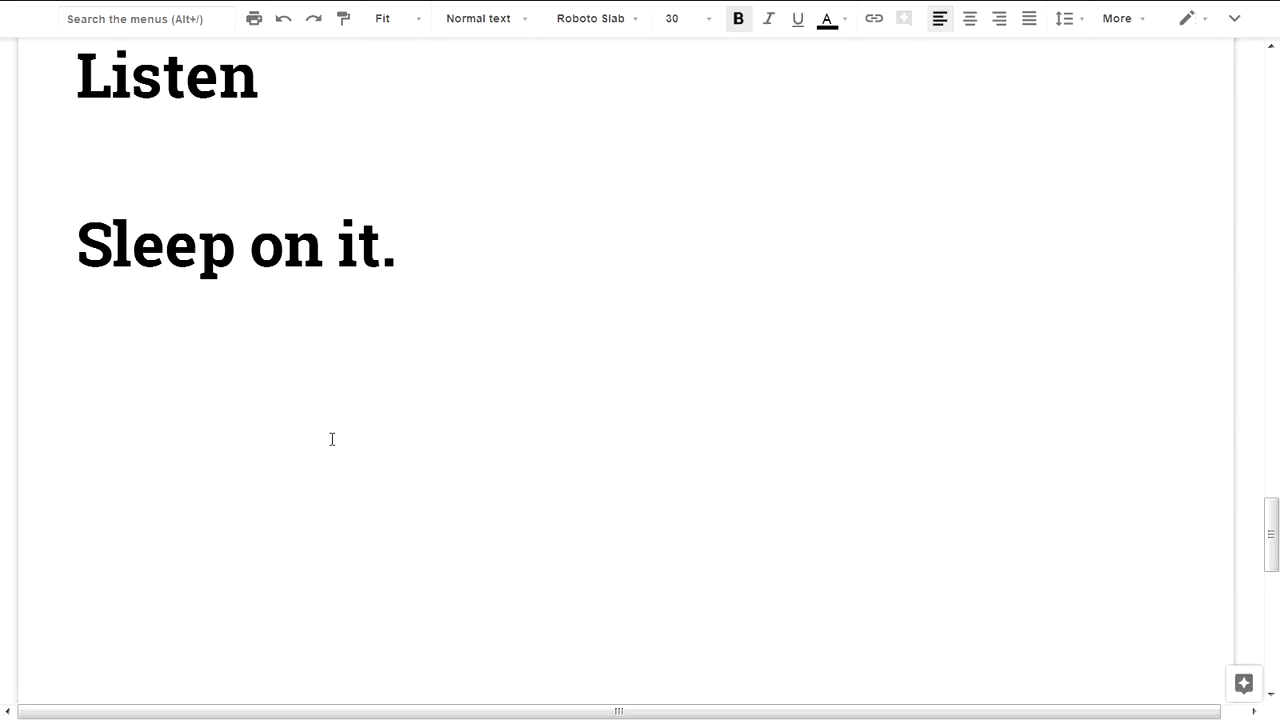 Search the menus (Alt+/) Fit Normal text Roboto Slab 30 B I U A More
Listen
Sleep on it.